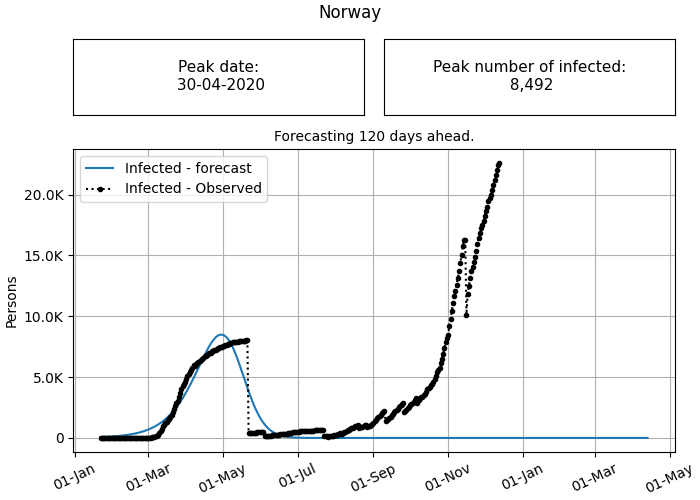 Norway
Peak date:
30-04-2020
Peak number of infected:
8,492
Forecasting 120 days ahead.
Infected - forecast
Infected - Observed
Persons
20.0K
15.0K
10.0K
5.0K
0
01-Jan
01-Mar
01-May
01-Jul
01-Sep
01-Nov
01-Jan
01-Mar
01-May